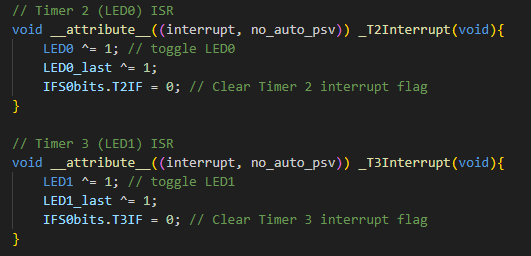 // Timer 2 (LED0) ISR
void __attribute__((interrupt, no_auto_psv)) _T2Interrupt(void){
    LED0 ^= 1; // toggle LED0
    LED0_last ^= 1;
    IFS0bits.T2IF = 0; // Clear Timer 2 interrupt flag
}

// Timer 3 (LED1) ISR
void __attribute__((interrupt, no_auto_psv)) _T3Interrupt(void){
    LED1 ^= 1; // toggle LED1
    LED1_last ^= 1;
    IFS0bits.T3IF = 0; // Clear Timer 3 interrupt flag
}